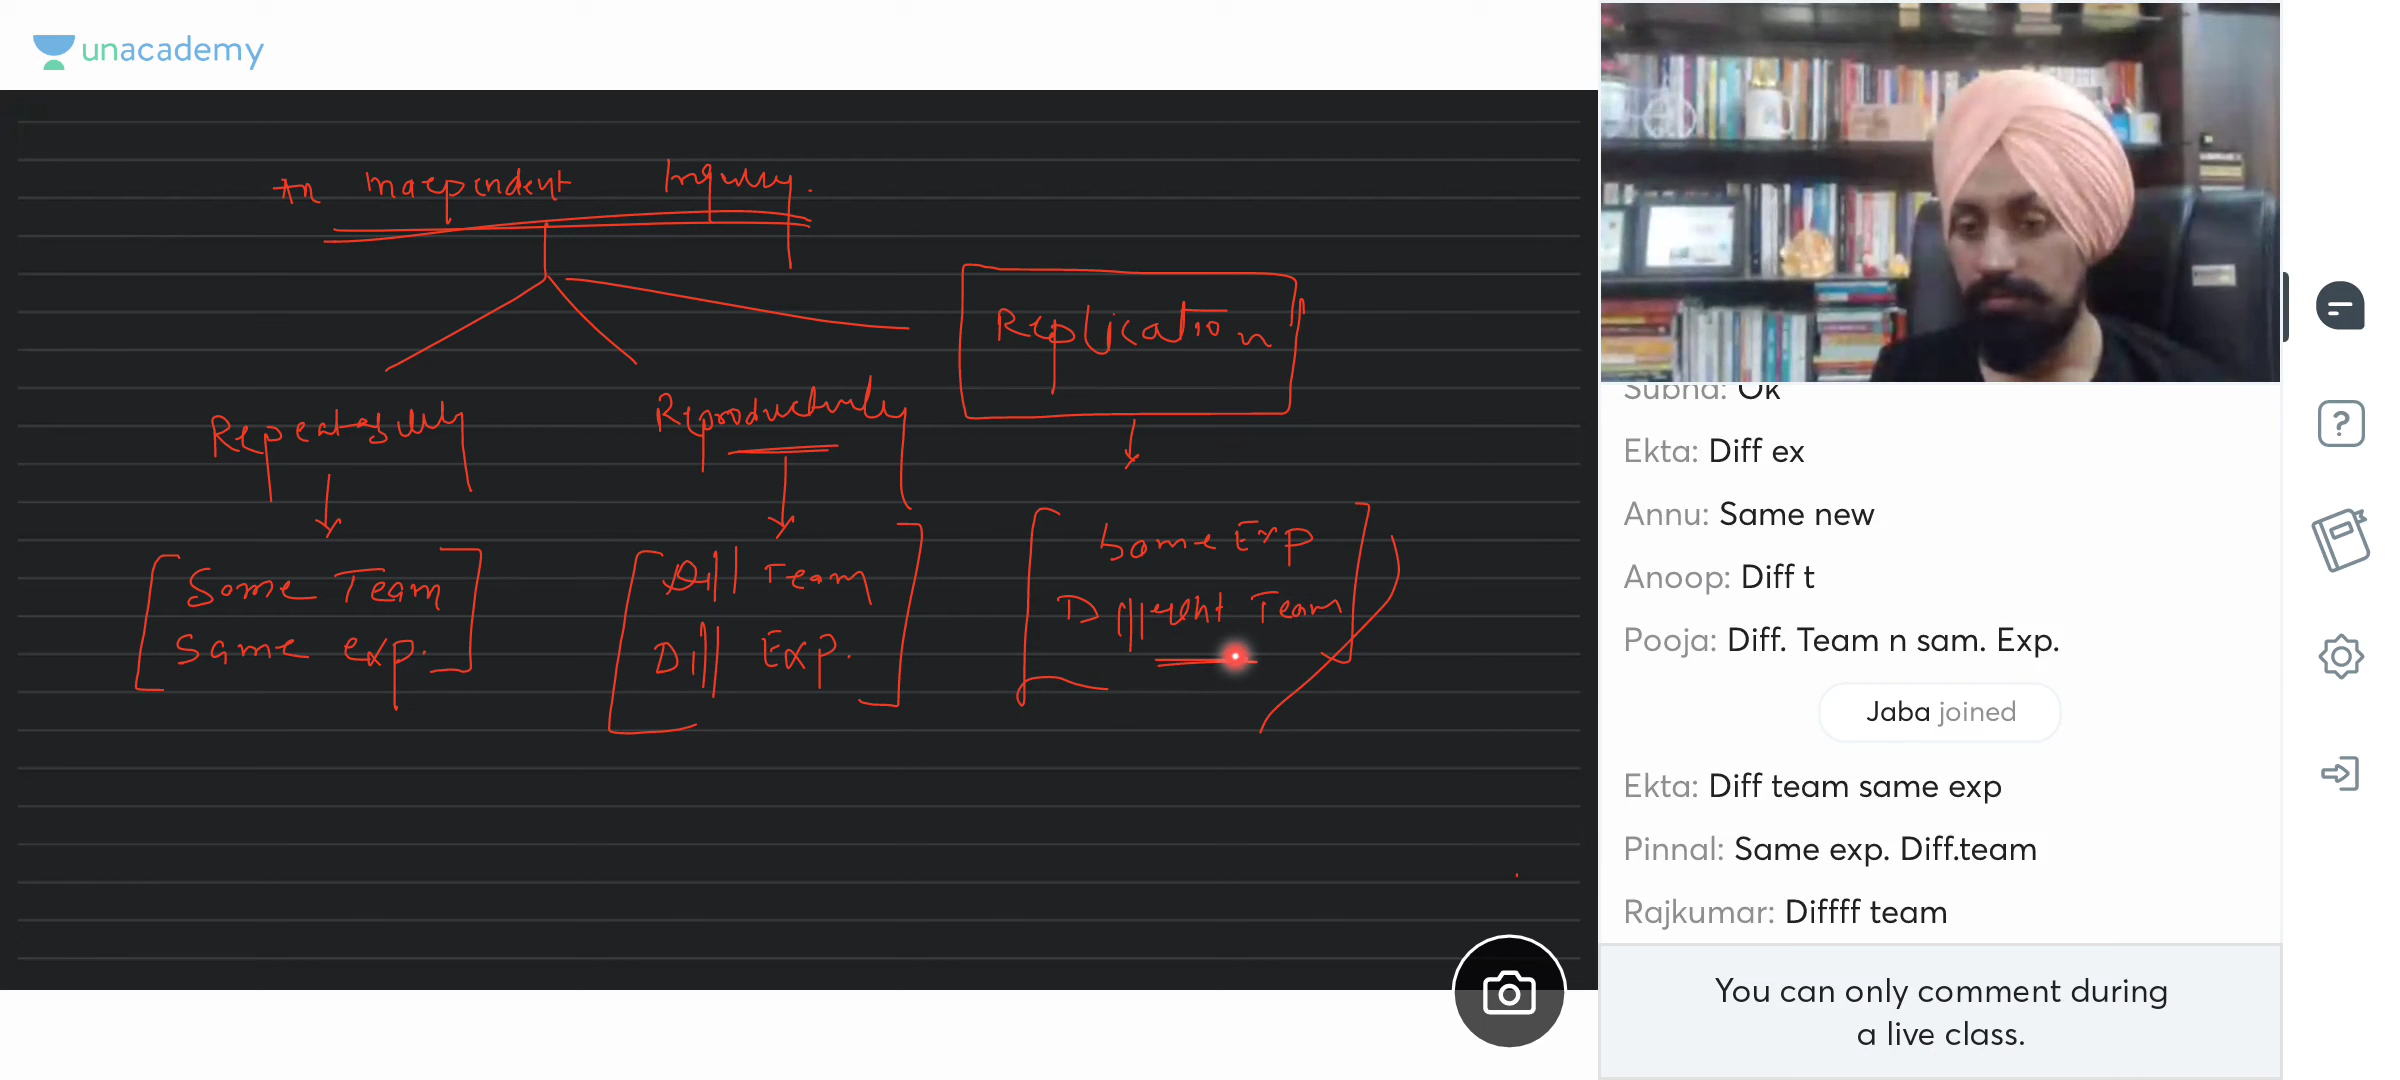 unacademy
An Independent Inquiry.
Replication
Repeatability
Reproductivity
Same Exp
Different Team
Same Team
Same exp.
Diff Team
Diff Exp.
Subha: Ok
Ekta: Diff ex
Annu: Same new
Anoop: Diff t
Pooja: Diff. Team n sam. Exp.
Jaba joined
Ekta: Diff team same exp
Pinnal: Same exp. Diff.team
Rajkumar: Diffff team
You can only comment during
a live class.